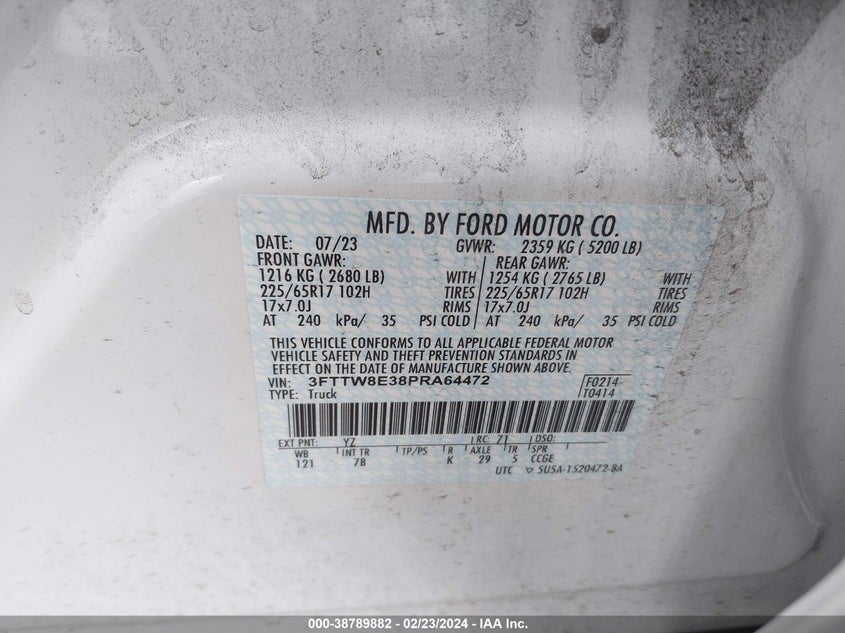 MFD. BY FORD MOTOR CO.
DATE: 07/23 GVWR: 2359 KG ( 5200 LB)
FRONT GAWR: REAR GAWR:
1216 KG ( 2680 LB) WITH 1254 KG ( 2765 LB) WITH
225/65R17 102H TIRES 225/65R17 102H TIRES
17x7.0J RIMS 17x7.0J RIMS
AT 240 kPa/ 35 PSI COLD AT 240 kPa/ 35 PSI COLD
THIS VEHICLE CONFORMS TO ALL APPLICABLE FEDERAL MOTOR
VEHICLE SAFETY AND THEFT PREVENTION STANDARDS IN
EFFECT ON THE DATE OF MANUFACTURE SHOWN ABOVE.
VIN: 3FTTW8E38PRA64472 F0214
TYPE: Truck T0414
EXT PNT: YZ RC: 71 DSO:
WB INT TR TP/PS R AXLE TR SPR
121 7B K 29 5 CCGE
UTC ▽ 5U5A-1520472-BA
000-38789882 - 02/23/2024 - IAA Inc.